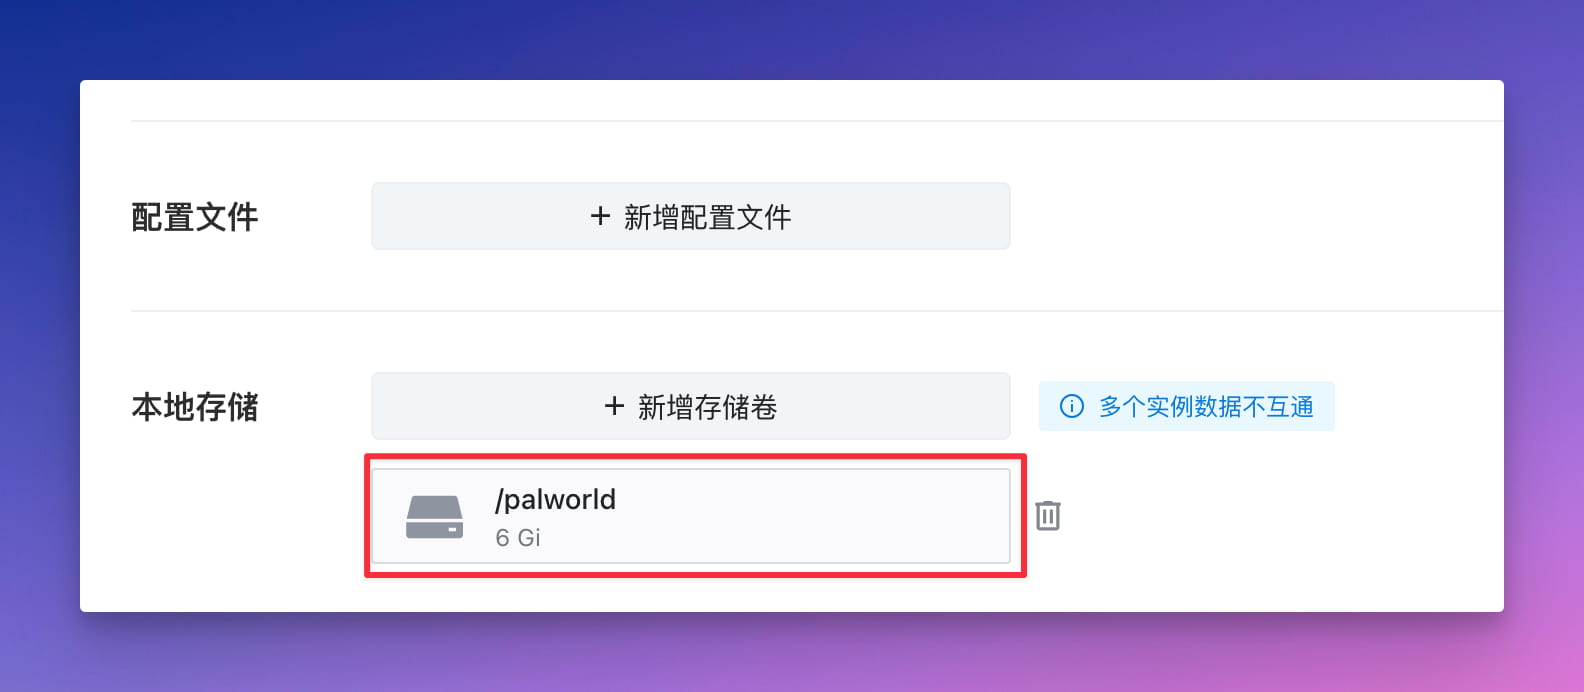 配置文件
+ 新增配置文件
本地存储
+ 新增存储卷
多个实例数据不互通
/palworld
6 Gi